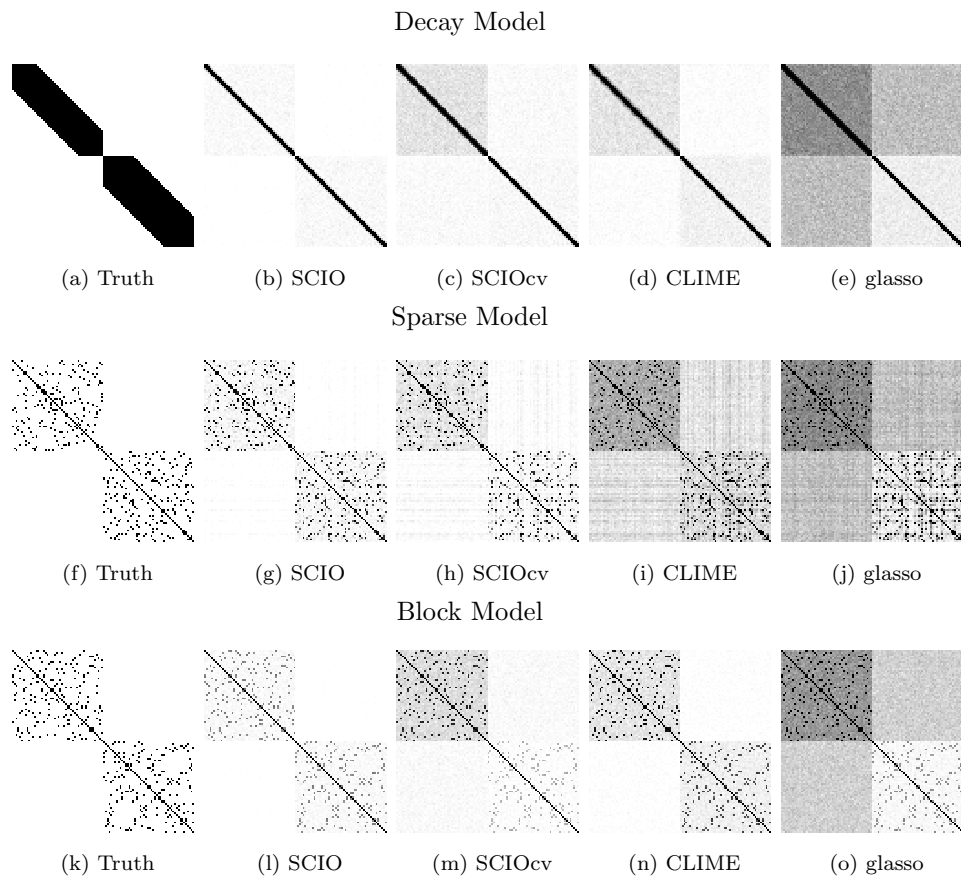 Decay Model
(a) Truth (b) SCIO (c) SCIOcv (d) CLIME (e) glasso
Sparse Model
(f) Truth (g) SCIO (h) SCIOcv (i) CLIME (j) glasso
Block Model
(k) Truth (l) SCIO (m) SCIOcv (n) CLIME (o) glasso